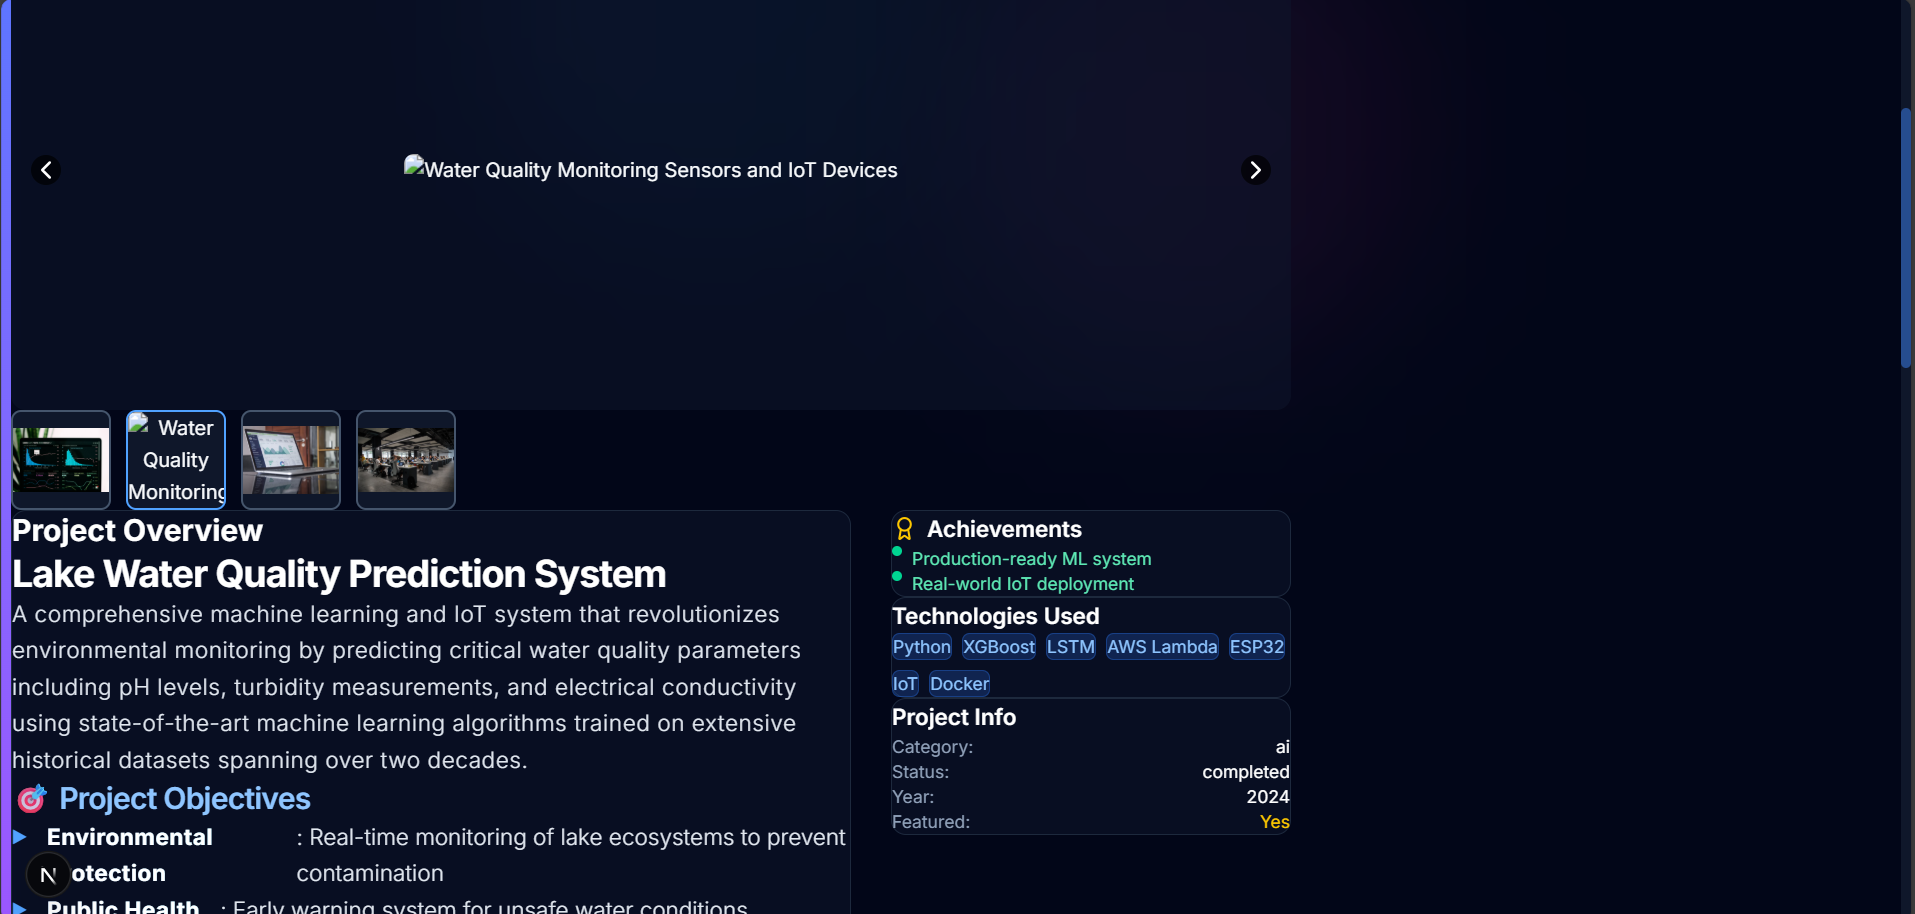 Water Quality Monitoring Sensors and IoT Devices
Water
Quality
Monitoring
Project Overview
Lake Water Quality Prediction System
A comprehensive machine learning and IoT system that revolutionizes
environmental monitoring by predicting critical water quality parameters
including pH levels, turbidity measurements, and electrical conductivity
using state-of-the-art machine learning algorithms trained on extensive
historical datasets spanning over two decades.
🎯 Project Objectives
Environmental : Real-time monitoring of lake ecosystems to prevent
otection contamination
Public Health : Early warning system for unsafe water conditions
Achievements
Production-ready ML system
Real-world IoT deployment
Technologies Used
Python XGBoost LSTM AWS Lambda ESP32
IoT Docker
Project Info
Category: ai
Status: completed
Year: 2024
Featured: Yes
N